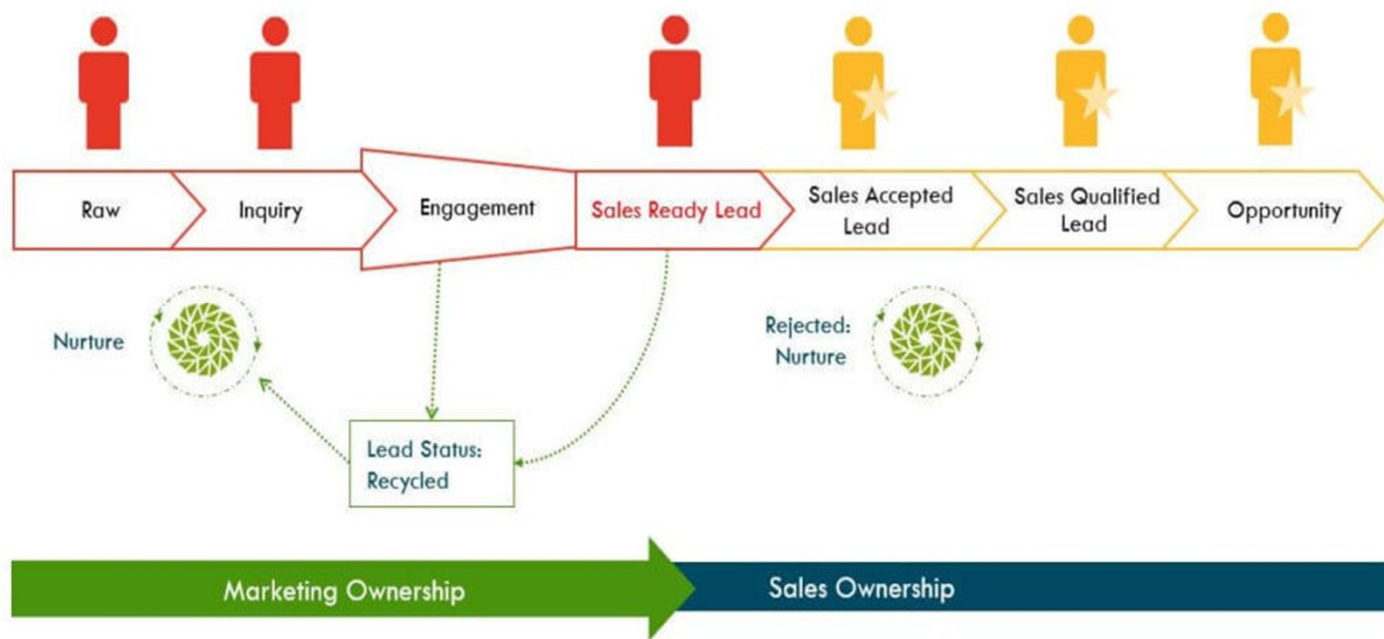 Raw
Inquiry
Engagement
Sales Ready Lead
Sales Accepted
Lead
Sales Qualified
Lead
Opportunity
Nurture
Rejected:
Nurture
Lead Status:
Recycled
Marketing Ownership
Sales Ownership